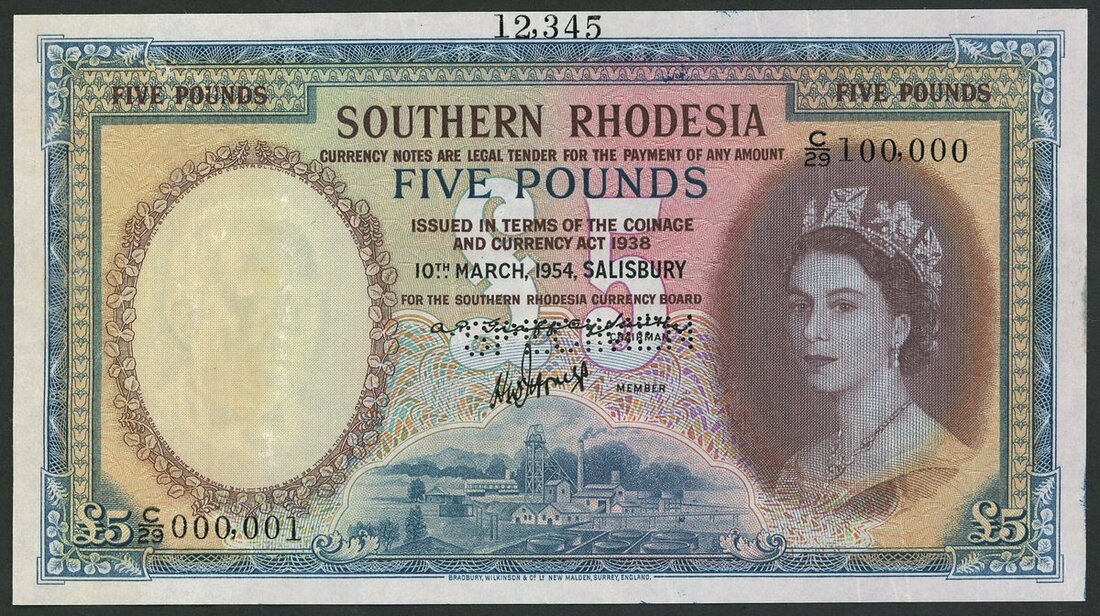 12,345
FIVE POUNDS
FIVE POUNDS
SOUTHERN RHODESIA
C/29 100,000
CURRENCY NOTES ARE LEGAL TENDER FOR THE PAYMENT OF ANY AMOUNT
FIVE POUNDS
£5
ISSUED IN TERMS OF THE COINAGE
AND CURRENCY ACT 1938
10TH MARCH, 1954, SALISBURY
FOR THE SOUTHERN RHODESIA CURRENCY BOARD
CHAIRMAN
MEMBER
£5
C/29 000,001
£5
BRADBURY, WILKINSON & Co. Ld. NEW MALDEN, SURREY, ENGLAND.